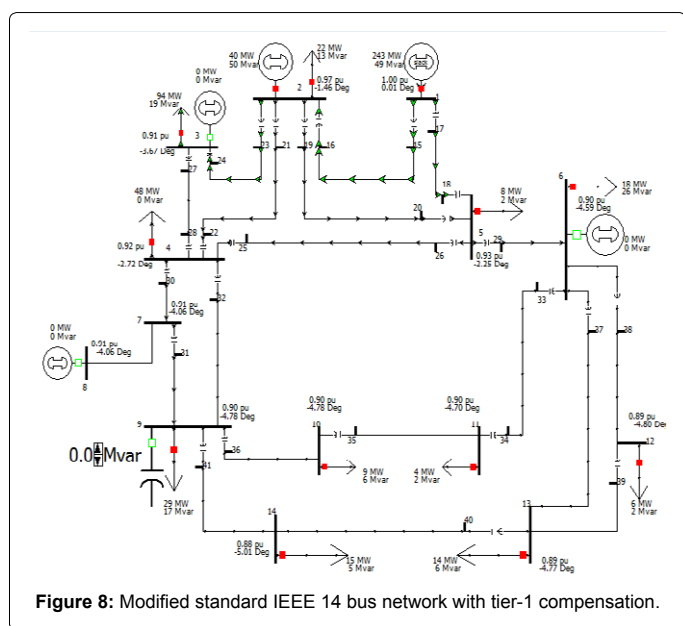 40 MW
50 Mvar
22 MW
13 Mvar
243 MW
49 Mvar
0 MW
0 Mvar
94 MW
19 Mvar
2
0.97 pu
-1.46 Deg
1.00 pu
0.01 Deg
1
3
0.91 pu
-3.67 Deg
24
23
21
19
16
15
17
27
18
6
18 MW
26 Mvar
48 MW
0 Mvar
8 MW
2 Mvar
0.90 pu
-4.59 Deg
20
5
0 MW
0 Mvar
0.92 pu
4
-2.72 Deg
28
22
25
26
29
0.93 pu
-2.25 Deg
30
32
33
0.91 pu
-4.06 Deg
7
37
38
0 MW
0 Mvar
0.91 pu
-4.06 Deg
8
31
0.90 pu
-4.78 Deg
9
0.90 pu
-4.78 Deg
10
0.90 pu
-4.70 Deg
11
0.89 pu
-4.80 Deg
12
35
34
36
0.0 Mvar
41
39
9 MW
6 Mvar
4 MW
2 Mvar
6 MW
2 Mvar
29 MW
17 Mvar
14
13
40
0.88 pu
-5.01 Deg
15 MW
5 Mvar
14 MW
6 Mvar
0.89 pu
-4.77 Deg
Figure 8: Modified standard IEEE 14 bus network with tier-1 compensation.